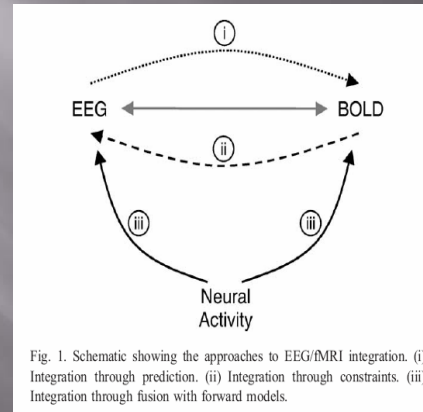 i
EEG BOLD
ii
iii iii
Neural
Activity
Fig. 1. Schematic showing the approaches to EEG/fMRI integration. (i)
Integration through prediction. (ii) Integration through constraints. (iii)
Integration through fusion with forward models.